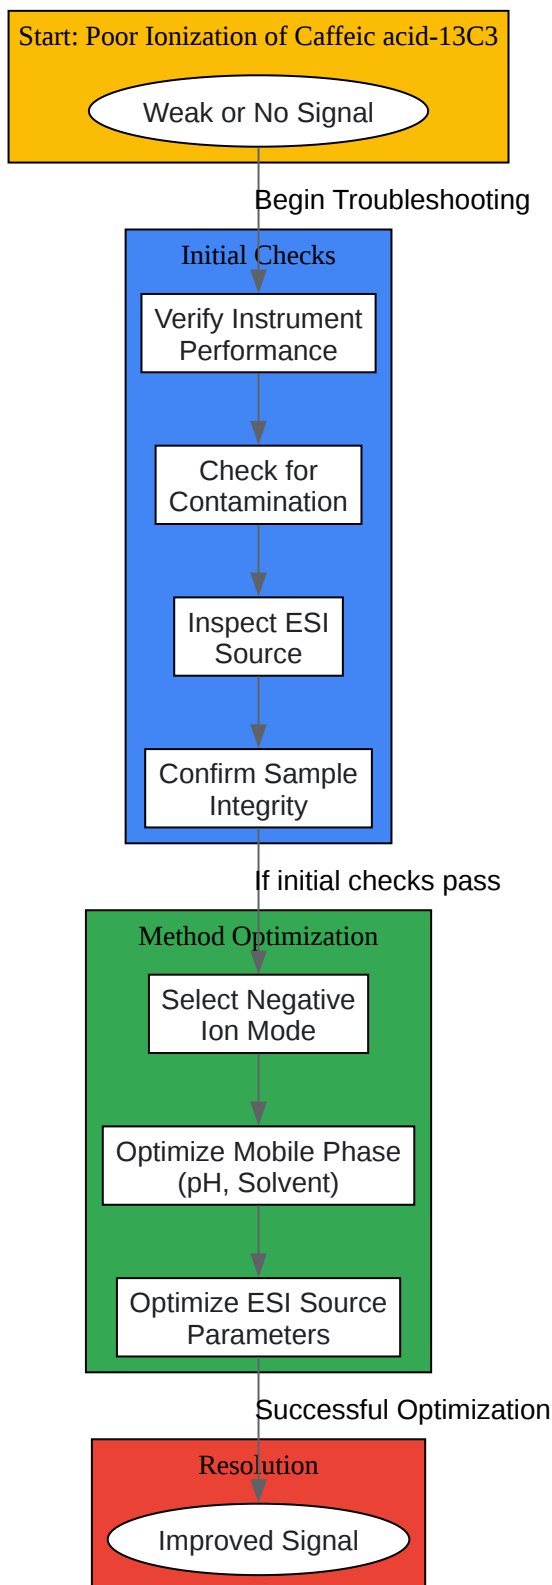 Start: Poor Ionization of Caffeic acid-13C3
Weak or No Signal
Begin Troubleshooting
Initial Checks
Verify Instrument
Performance
Check for
Contamination
Inspect ESI
Source
Confirm Sample
Integrity
If initial checks pass
Method Optimization
Select Negative
Ion Mode
Optimize Mobile Phase
(pH, Solvent)
Optimize ESI Source
Parameters
Successful Optimization
Resolution
Improved Signal